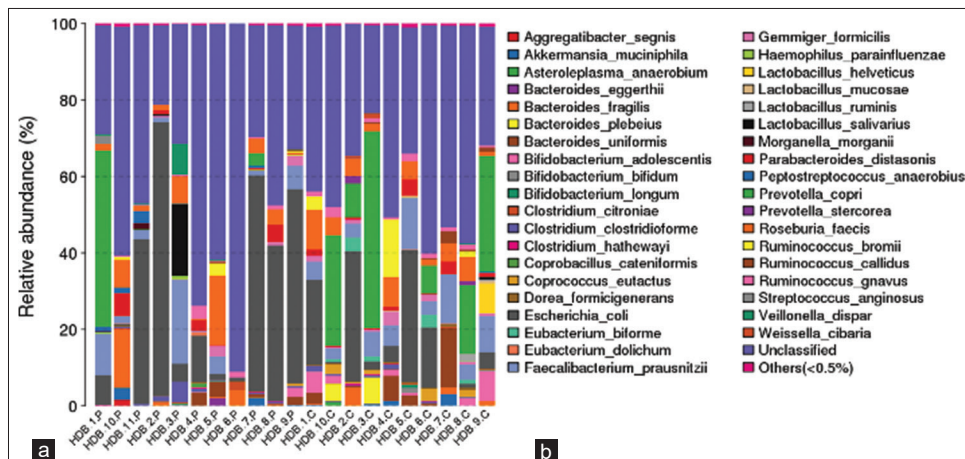 100
80
60
40
20
0
Relative abundance (%)
HDB 1.P
HDB 10.P
HDB 11.P
HDB 2.P
HDB 3.P
HDB 4.P
HDB 5.P
HDB 6.P
HDB 7.P
HDB 8.P
HDB 9.P
HDB 1.C
HDB 10.C
HDB 2.C
HDB 3.C
HDB 4.C
HDB 5.C
HDB 6.C
HDB 7.C
HDB 8.C
HDB 9.C
a
Aggregatibacter_segnis
Akkermansia_muciniphila
Asteroleplasma_anaerobium
Bacteroides_eggerthii
Bacteroides_fragilis
Bacteroides_plebeius
Bacteroides_uniformis
Bifidobacterium_adolescentis
Bifidobacterium_bifidum
Bifidobacterium_longum
Clostridium_citroniae
Clostridium_clostridioforme
Clostridium_hathewayi
Coprobacillus_cateniformis
Coprococcus_eutactus
Dorea_formicigenerans
Escherichia_coli
Eubacterium_biforme
Eubacterium_dolichum
Faecalibacterium_prausnitzii
Gemmiger_formicilis
Haemophilus_parainfluenzae
Lactobacillus_helveticus
Lactobacillus_mucosae
Lactobacillus_ruminis
Lactobacillus_salivarius
Morganella_morganii
Parabacteroides_distasonis
Peptostreptococcus_anaerobius
Prevotella_copri
Prevotella_stercorea
Roseburia_faecis
Ruminococcus_bromii
Ruminococcus_callidus
Ruminococcus_gnavus
Streptococcus_anginosus
Veillonella_dispar
Weissella_cibaria
Unclassified
Others(<0.5%)
b